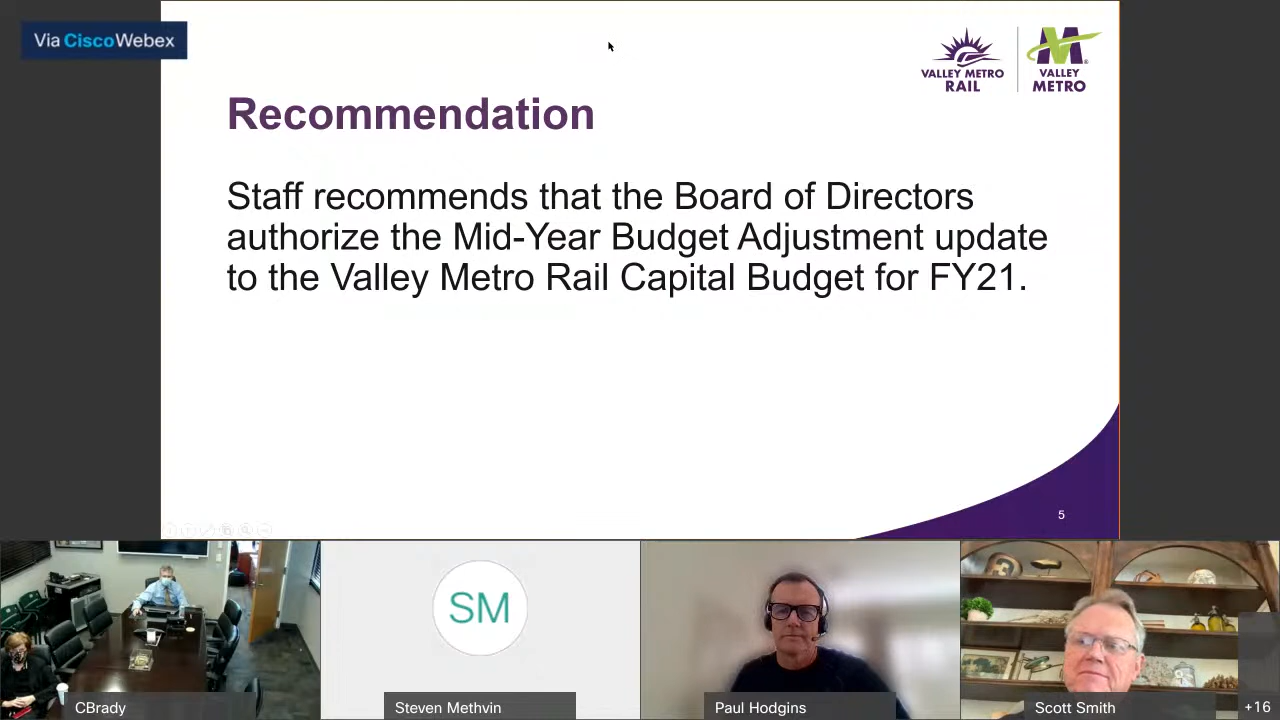 Via Cisco Webex
VALLEY METRO
RAIL
VALLEY
METRO
Recommendation
Staff recommends that the Board of Directors
authorize the Mid-Year Budget Adjustment update
to the Valley Metro Rail Capital Budget for FY21.
5
SM
CBrady
Steven Methvin
Paul Hodgins
Scott Smith
+16